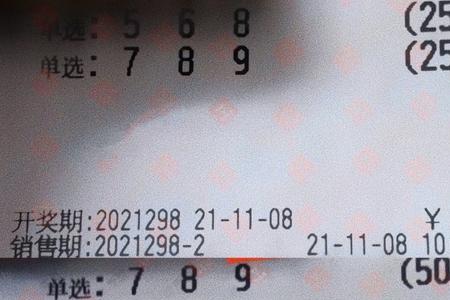 单选: 5 6 8 (25
单选: 7 8 9 (25
开奖期:2021298 21-11-08 ¥
销售期:2021298-2 21-11-08 10
单选: 7 8 9 (50